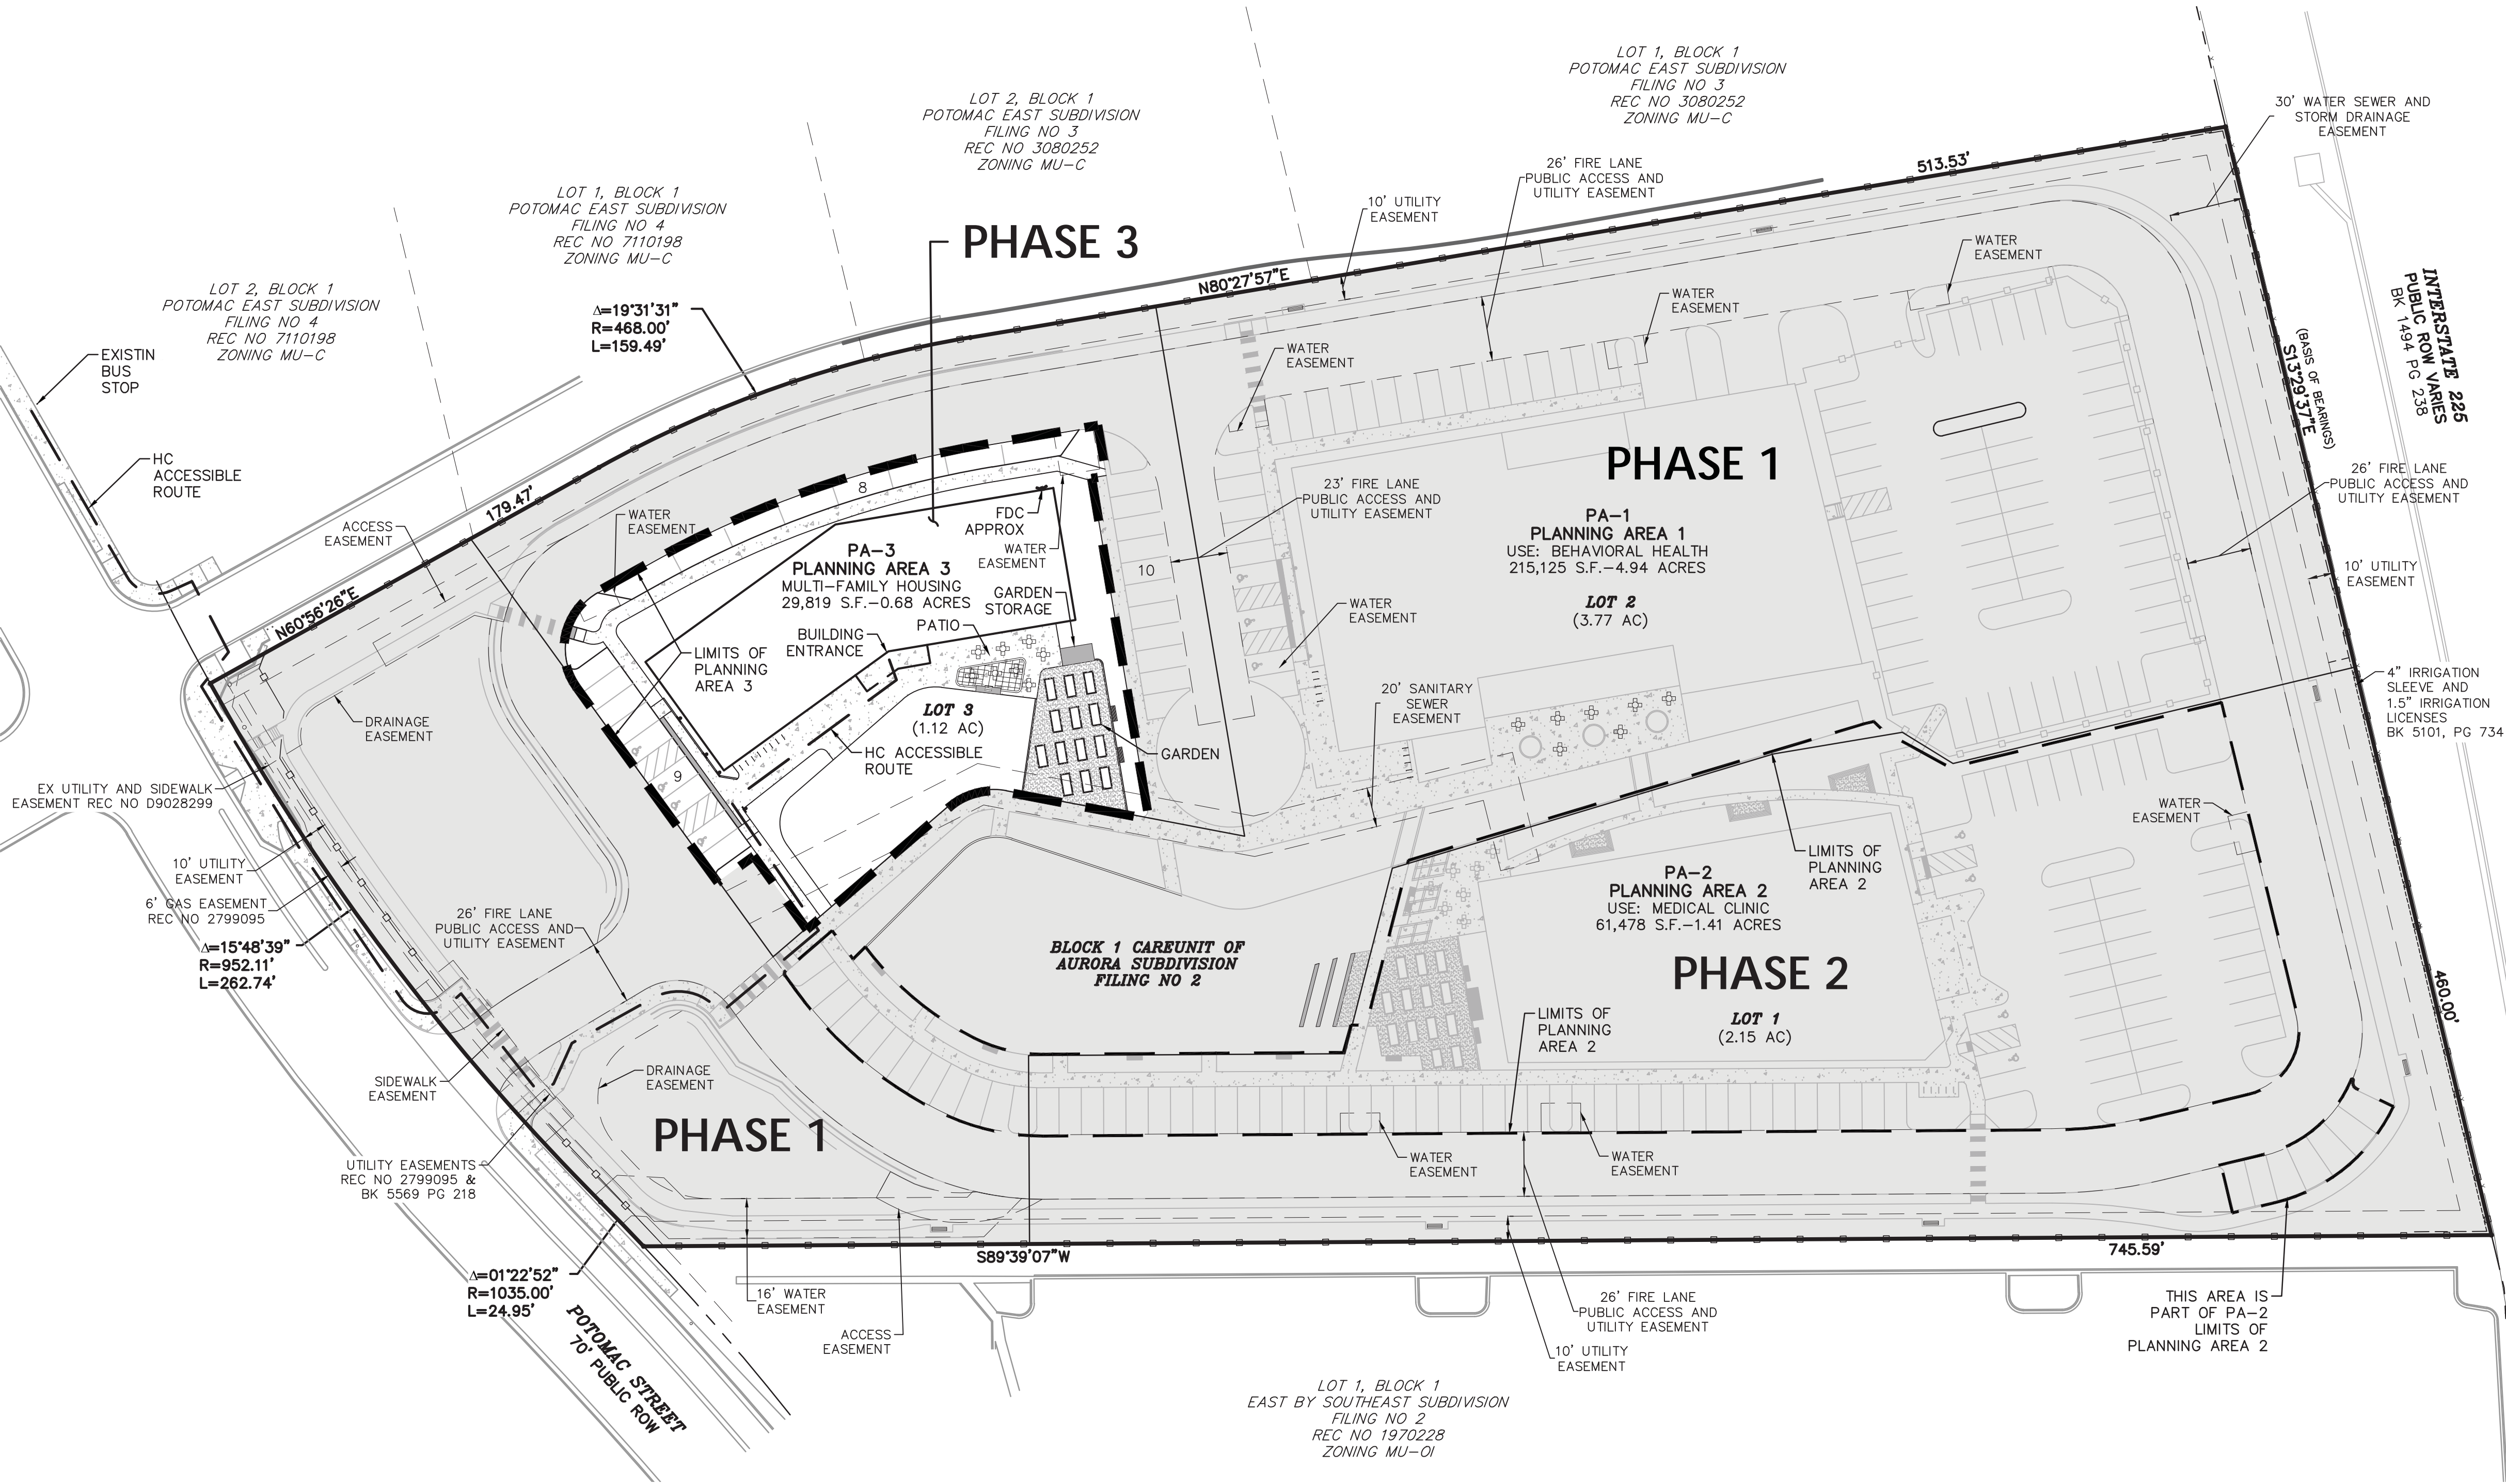 LOT 1, BLOCK 1
POTOMAC EAST SUBDIVISION
FILING NO 3
REC NO 3080252
ZONING MU-C
LOT 2, BLOCK 1
POTOMAC EAST SUBDIVISION
FILING NO 3
REC NO 3080252
ZONING MU-C
30' WATER SEWER AND
STORM DRAINAGE
EASEMENT
26' FIRE LANE
PUBLIC ACCESS AND
UTILITY EASEMENT
513.53'
LOT 1, BLOCK 1
POTOMAC EAST SUBDIVISION
FILING NO 4
REC NO 7110198
ZONING MU-C
10' UTILITY
EASEMENT
PHASE 3
WATER
EASEMENT
LOT 2, BLOCK 1
POTOMAC EAST SUBDIVISION
FILING NO 4
REC NO 7110198
ZONING MU-C
N80°27'57"E
WATER
EASEMENT
INTERSTATE 225
PUBLIC ROW VARIES
BK 1494 PG 238
Δ=19°31'31"
R=468.00'
L=159.49'
(BASIS OF BEARINGS)
S13°29'37"E
EXISTIN
BUS
STOP
WATER
EASEMENT
HC
ACCESSIBLE
ROUTE
PHASE 1
26' FIRE LANE
PUBLIC ACCESS AND
UTILITY EASEMENT
179.47'
8
23' FIRE LANE
PUBLIC ACCESS AND
UTILITY EASEMENT
ACCESS
EASEMENT
WATER
EASEMENT
FDC
APPROX
PA-1
PLANNING AREA 1
USE: BEHAVIORAL HEALTH
215,125 S.F.-4.94 ACRES
LOT 2
(3.77 AC)
PA-3
PLANNING AREA 3
MULTI-FAMILY HOUSING
29,819 S.F.-0.68 ACRES
WATER
EASEMENT
10
10' UTILITY
EASEMENT
GARDEN
STORAGE
WATER
EASEMENT
N60°56'26"E
PATIO
BUILDING
ENTRANCE
LIMITS OF
PLANNING
AREA 3
4" IRRIGATION
SLEEVE AND
1.5" IRRIGATION
LICENSES
BK 5101, PG 734
20' SANITARY
SEWER
EASEMENT
LOT 3
(1.12 AC)
DRAINAGE
EASEMENT
HC ACCESSIBLE
ROUTE
GARDEN
9
EX UTILITY AND SIDEWALK
EASEMENT REC NO D9028299
WATER
EASEMENT
10' UTILITY
EASEMENT
LIMITS OF
PLANNING
AREA 2
PA-2
PLANNING AREA 2
USE: MEDICAL CLINIC
61,478 S.F.-1.41 ACRES
6' GAS EASEMENT
REC NO 2799095
26' FIRE LANE
PUBLIC ACCESS AND
UTILITY EASEMENT
Δ=15°48'39"
R=952.11'
L=262.74'
BLOCK 1 CAREUNIT OF
AURORA SUBDIVISION
FILING NO 2
PHASE 2
460.00'
LIMITS OF
PLANNING
AREA 2
LOT 1
(2.15 AC)
SIDEWALK
EASEMENT
DRAINAGE
EASEMENT
PHASE 1
WATER
EASEMENT
WATER
EASEMENT
UTILITY EASEMENTS
REC NO 2799095 &
BK 5569 PG 218
S89°39'07"W
745.59'
Δ=01°22'52"
R=1035.00'
L=24.95'
16' WATER
EASEMENT
26' FIRE LANE
PUBLIC ACCESS AND
UTILITY EASEMENT
THIS AREA IS
PART OF PA-2
LIMITS OF
PLANNING AREA 2
POTOMAC STREET
70' PUBLIC ROW
ACCESS
EASEMENT
10' UTILITY
EASEMENT
LOT 1, BLOCK 1
EAST BY SOUTHEAST SUBDIVISION
FILING NO 2
REC NO 1970228
ZONING MU-OI